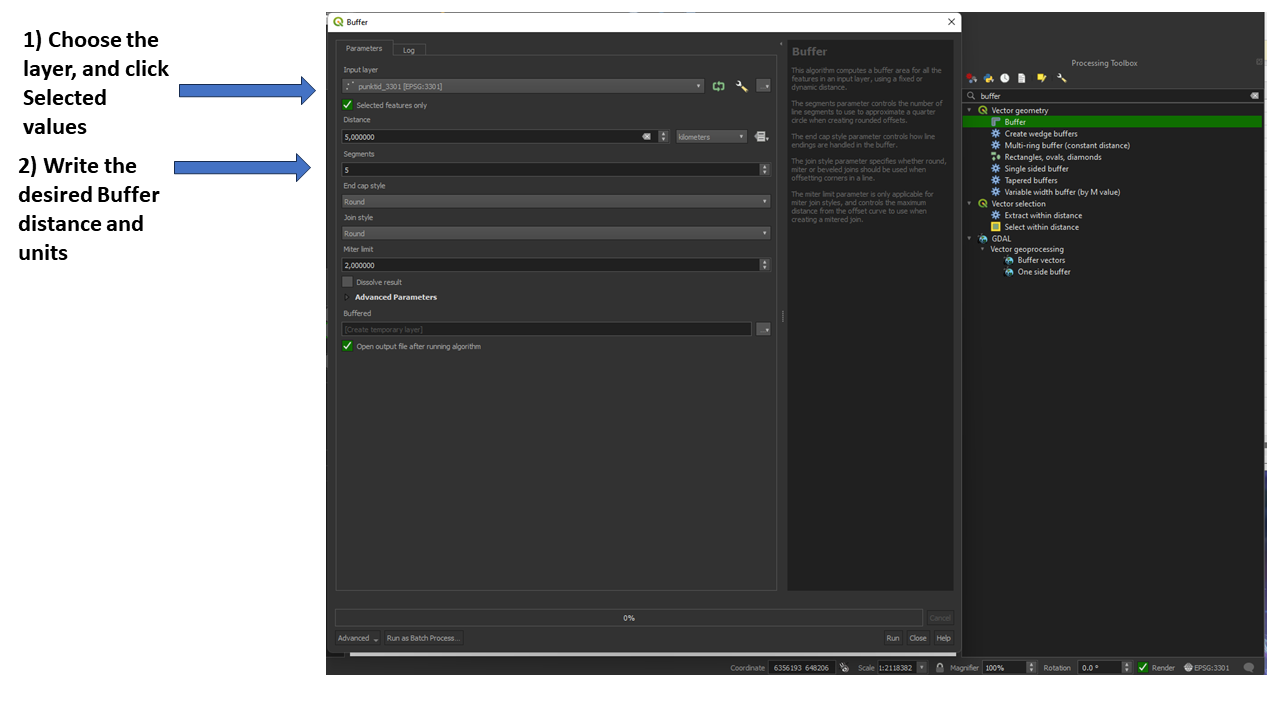 1) Choose the
layer, and click
Selected
values
2) Write the
desired Buffer
distance and
units
Buffer
Parameters
Log
Input layer
punktid_3301 [EPSG:3301]
Selected features only
Distance
5,000000
kilometers
Segments
5
End cap style
Round
Join style
Round
Miter limit
2,000000
Dissolve result
Advanced Parameters
Buffered
[Create temporary layer]
Open output file after running algorithm
Buffer
This algorithm computes a buffer area for all the
features in an input layer, using a fixed or
dynamic distance.
The segments parameter controls the number of
line segments to use to approximate a quarter
circle when creating rounded offsets.
The end cap style parameter controls how line
endings are handled in the buffer.
The join style parameter specifies whether round,
miter or beveled joins should be used when
offsetting corners in a line.
The miter limit parameter is only applicable for
miter join styles, and controls the maximum
distance from the offset curve to use when
creating a mitered join.
0%
Cancel
Advanced
Run as Batch Process...
Run
Close
Help
Processing Toolbox
buffer
Vector geometry
Buffer
Create wedge buffers
Multi-ring buffer (constant distance)
Rectangles, ovals, diamonds
Single sided buffer
Tapered buffers
Variable width buffer (by M value)
Vector selection
Extract within distance
Select within distance
GDAL
Vector geoprocessing
Buffer vectors
One side buffer
Coordinate 6356193 648206 Scale 1:2118382 Magnifier 100% Rotation 0.0 ° Render EPSG:3301